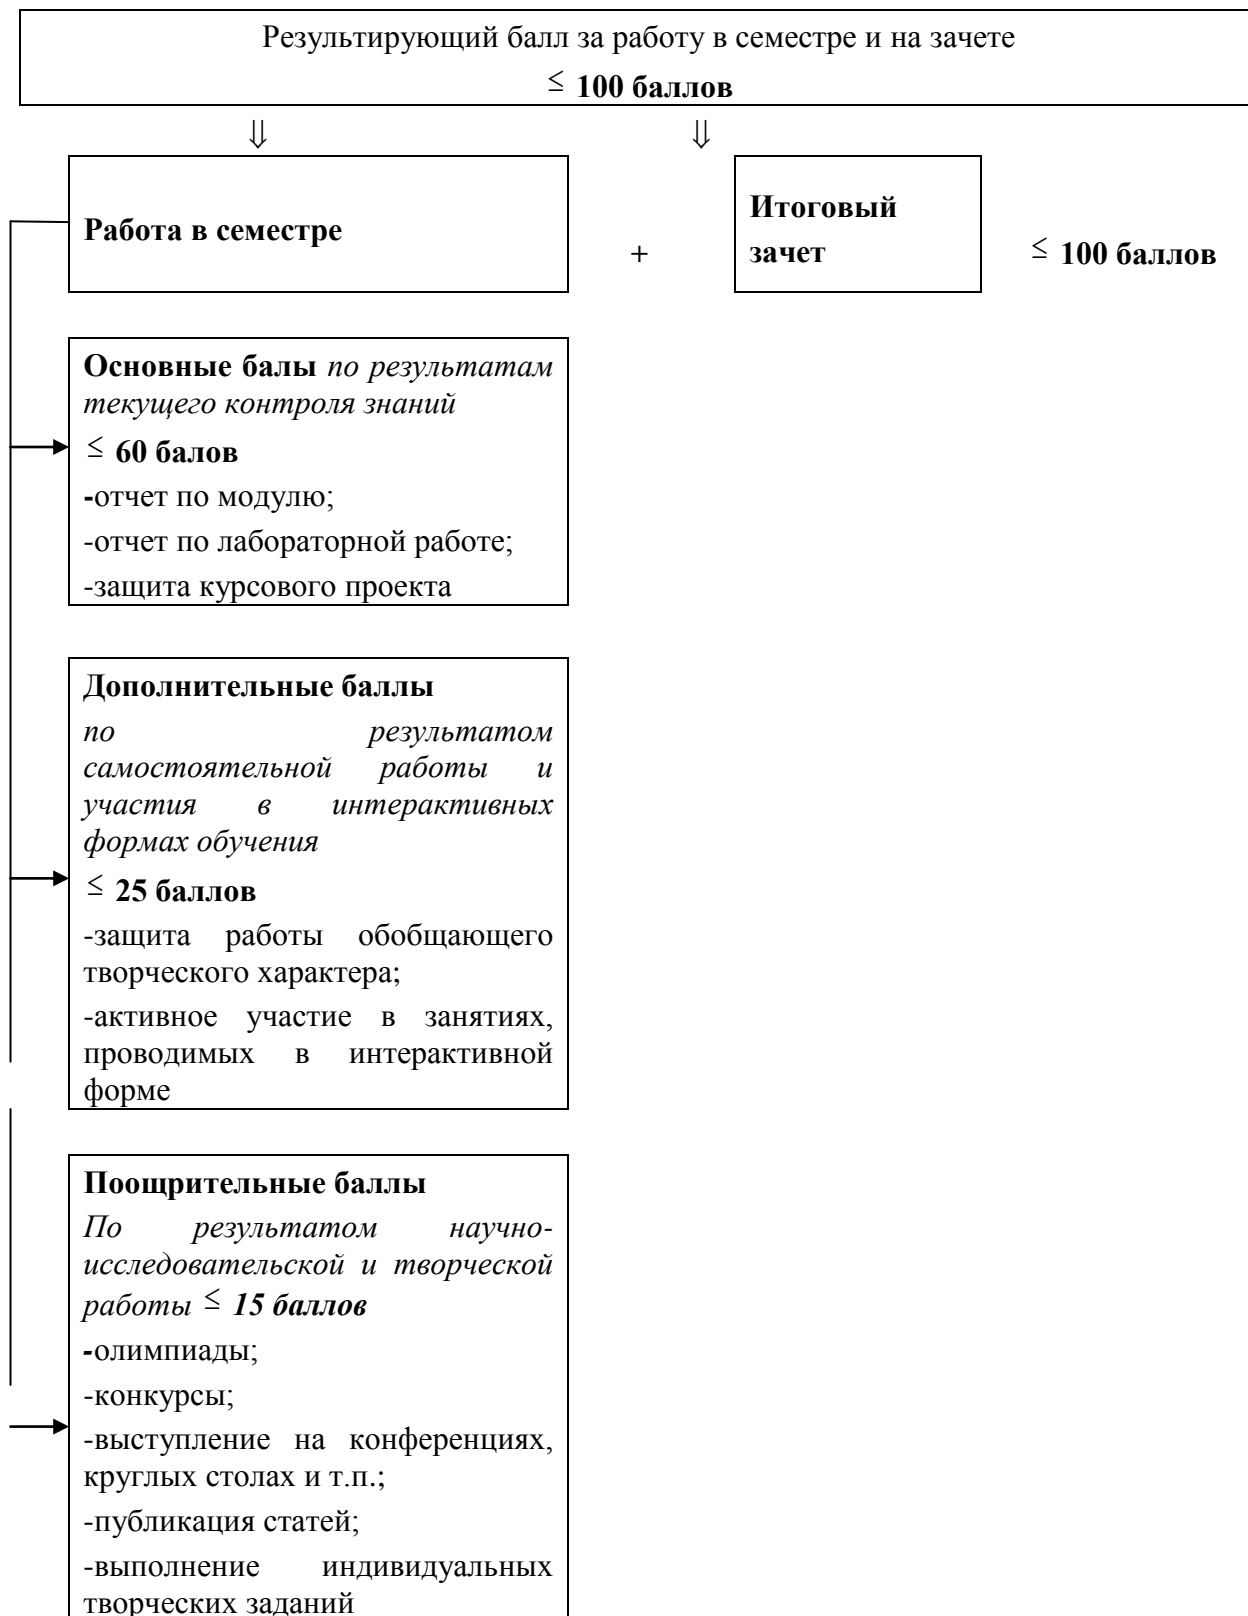 Результирующий балл за работу в семестре и на зачете
≤ 100 баллов
⇓ ⇓
Работа в семестре
+
Итоговый
зачет
≤ 100 баллов
Основные балы по результатам
текущего контроля знаний
≤ 60 балов
-отчет по модулю;
-отчет по лабораторной работе;
-защита курсового проекта
Дополнительные баллы
по результатом
самостоятельной работы и
участия в интерактивных
формах обучения
≤ 25 баллов
-защита работы обобщающего
творческого характера;
-активное участие в занятиях,
проводимых в интерактивной
форме
Поощрительные баллы
По результатом научно-
исследовательской и творческой
работы ≤ 15 баллов
-олимпиады;
-конкурсы;
-выступление на конференциях,
круглых столах и т.п.;
-публикация статей;
-выполнение индивидуальных
творческих заданий